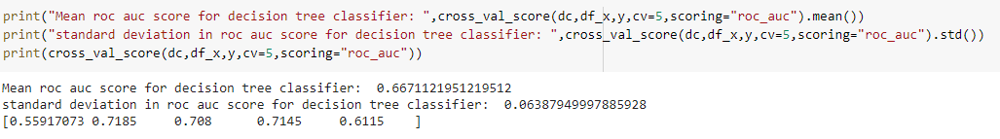 print("Mean roc auc score for decision tree classifier: ",cross_val_score(dc,df_x,y,cv=5,scoring="roc_auc").mean())
print("standard deviation in roc auc score for decision tree classifier: ",cross_val_score(dc,df_x,y,cv=5,scoring="roc_auc").std())
print(cross_val_score(dc,df_x,y,cv=5,scoring="roc_auc"))
Mean roc auc score for decision tree classifier:  0.6671121951219512
standard deviation in roc auc score for decision tree classifier:  0.06387949997885928
[0.55917073 0.7185     0.708      0.7145     0.6115    ]